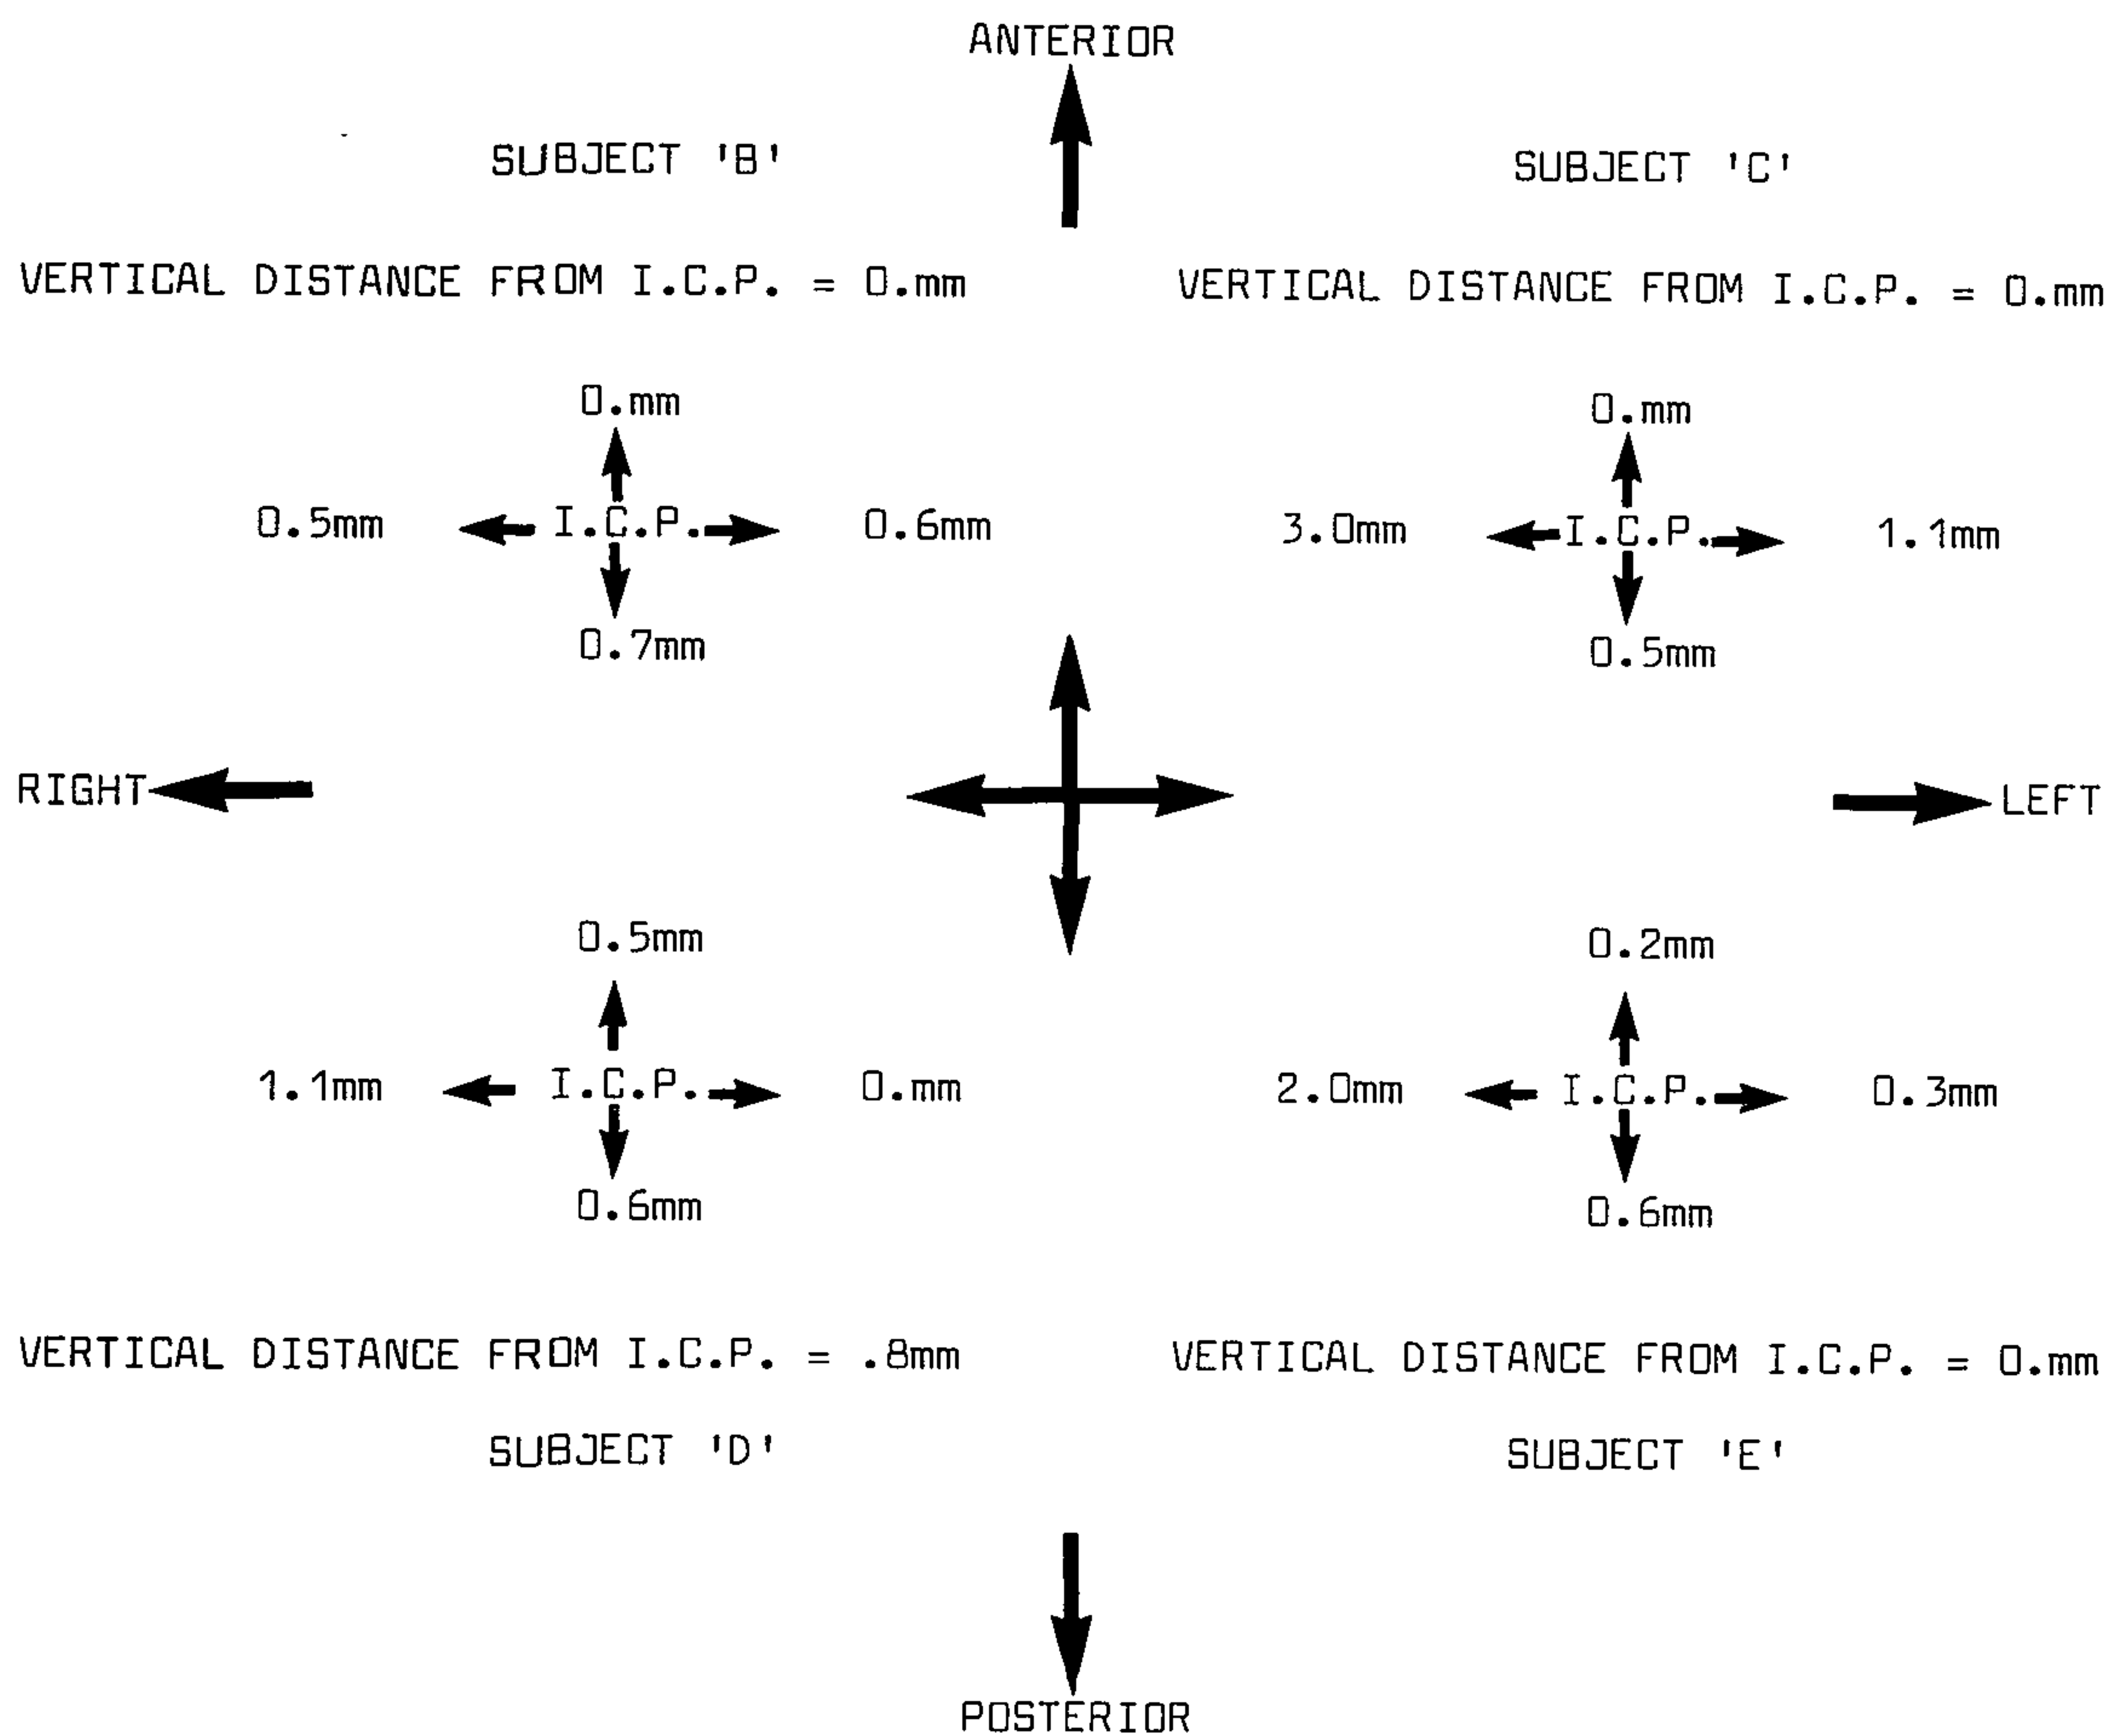 ANTERIOR
SUBJECT 'B'
SUBJECT 'C'
VERTICAL DISTANCE FROM I.C.P. = 0.mm
VERTICAL DISTANCE FROM I.C.P. = 0.mm
0.mm
0.5mm I.C.P. 0.6mm
0.7mm
0.mm
3.0mm I.C.P. 1.1mm
0.5mm
RIGHT
LEFT
0.5mm
1.1mm I.C.P. 0.mm
0.6mm
0.2mm
2.0mm I.C.P. 0.3mm
0.6mm
VERTICAL DISTANCE FROM I.C.P. = .8mm
VERTICAL DISTANCE FROM I.C.P. = 0.mm
SUBJECT 'D'
SUBJECT 'E'
POSTERIOR